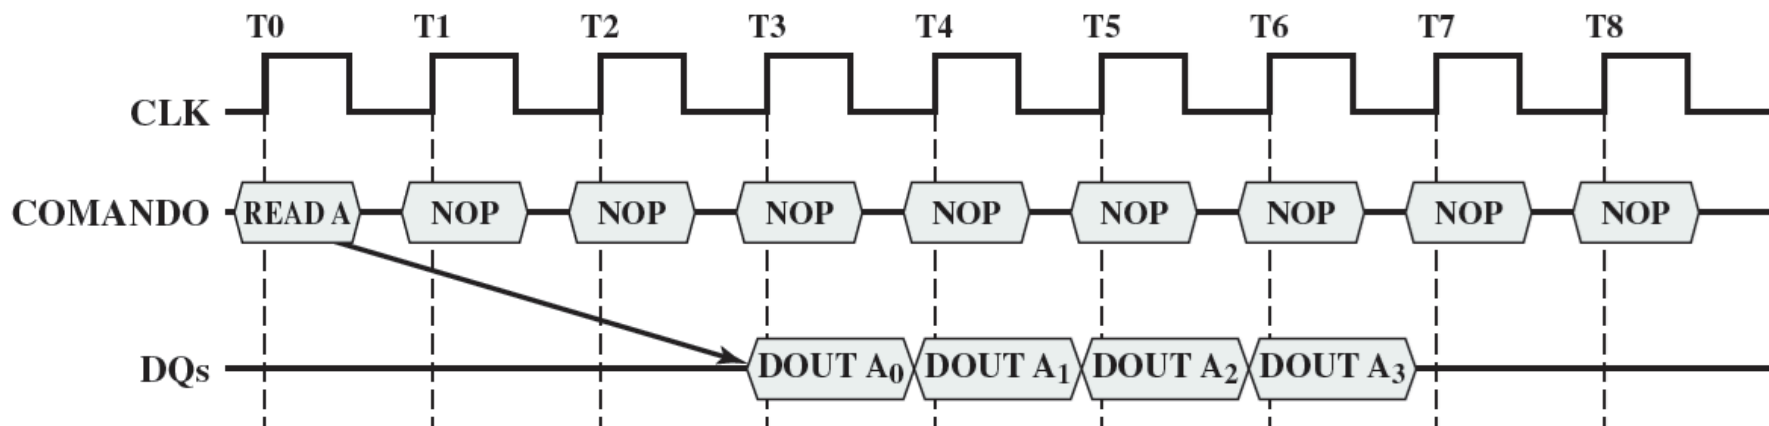 T0 T1 T2 T3 T4 T5 T6 T7 T8
CLK
COMANDO READ A NOP NOP NOP NOP NOP NOP NOP NOP
DQs DOUT A0 DOUT A1 DOUT A2 DOUT A3